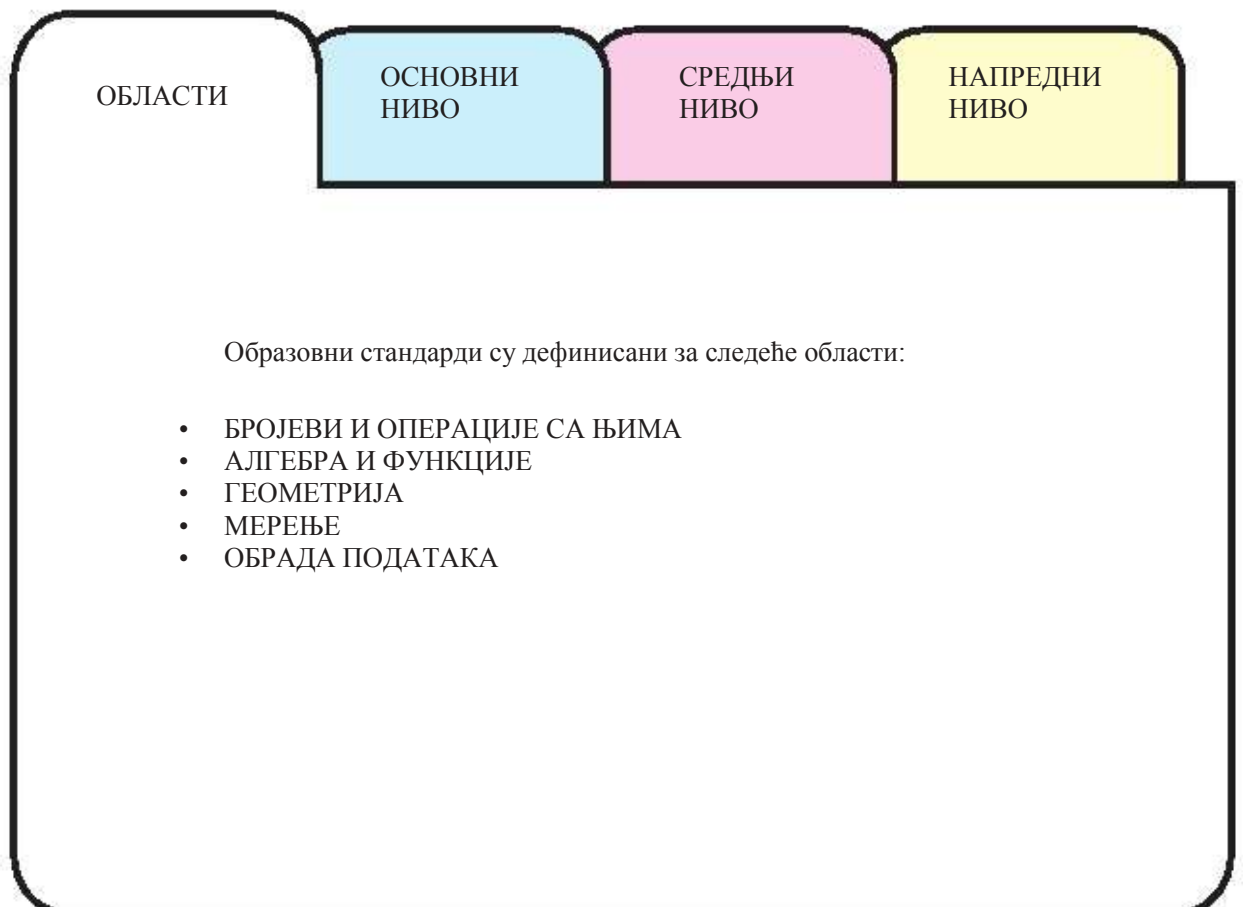 ОБЛАСТИ
ОСНОВНИ
НИВО
СРЕДЊИ
НИВО
НАПРЕДНИ
НИВО
Образовни стандарди су дефинисани за следеће области:
• БРОЈЕВИ И ОПЕРАЦИЈЕ СА ЊИМА
• АЛГЕБРА И ФУНКЦИЈЕ
• ГЕОМЕТРИЈА
• МЕРЕЊЕ
• ОБРАДА ПОДАТАКА